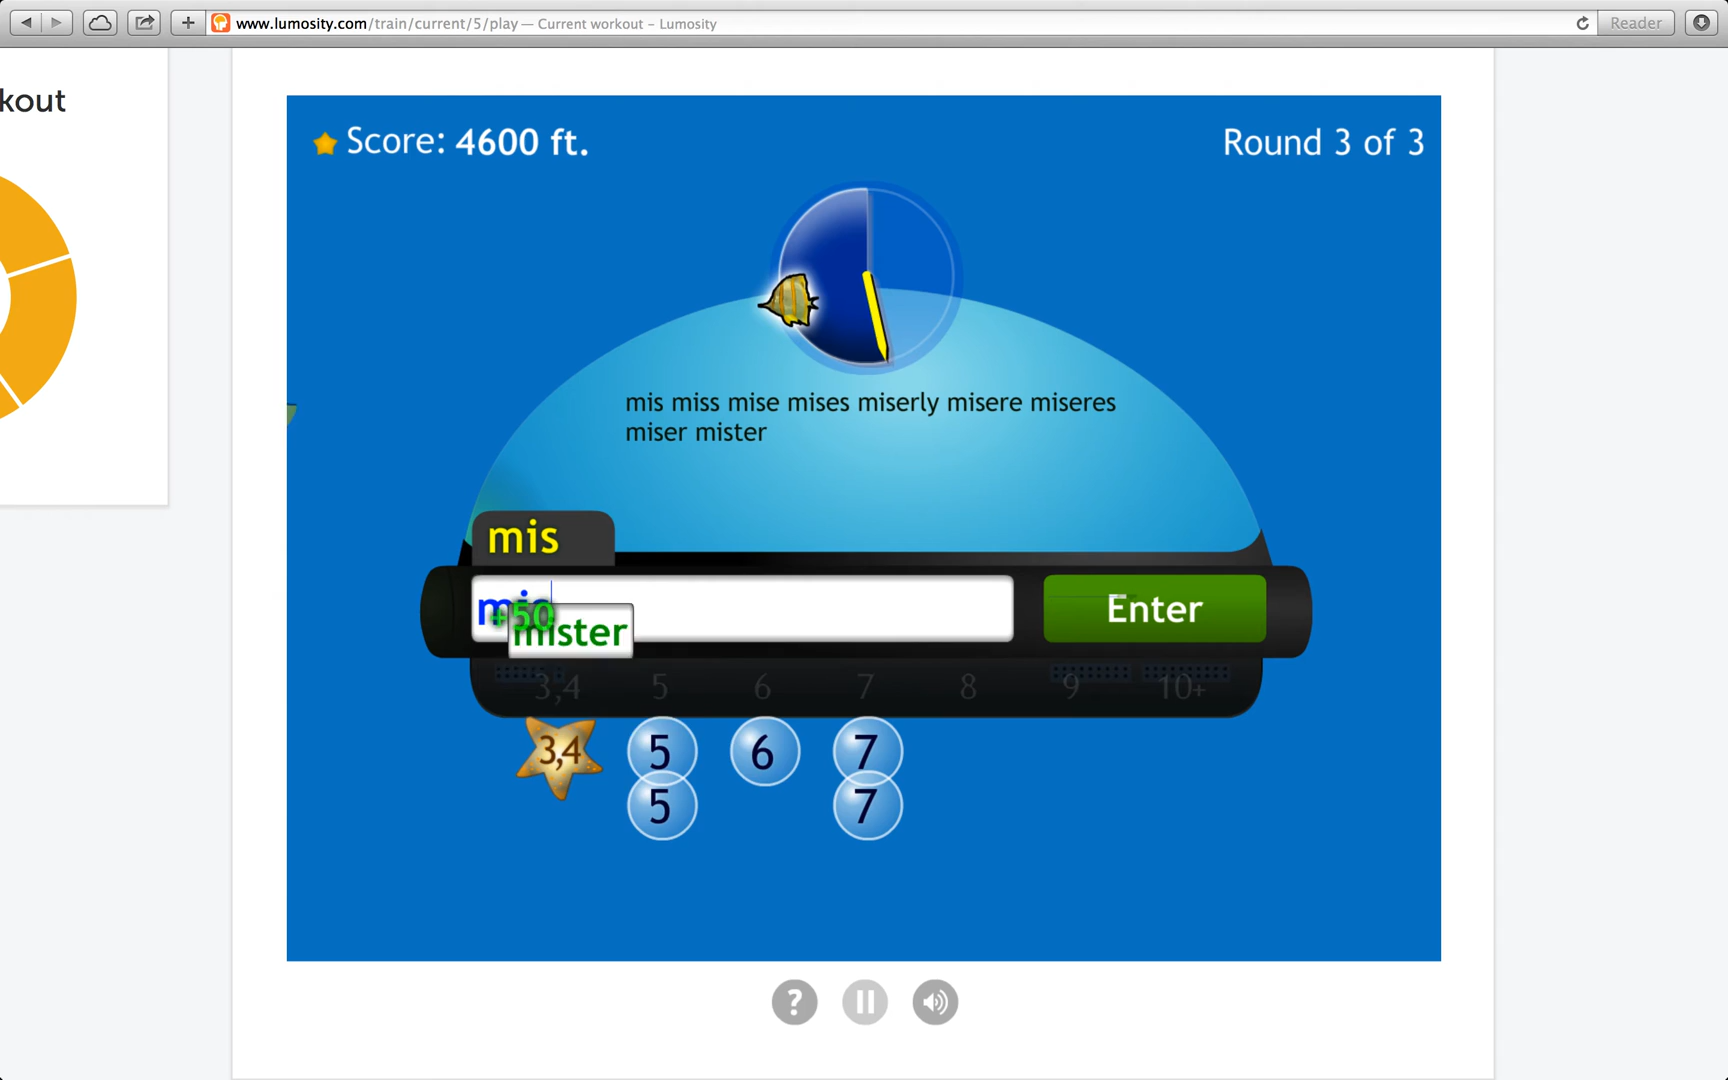 www.lumosity.com/train/current/5/play — Current workout – Lumosity
Reader
kout
Score: 4600 ft.
Round 3 of 3
mis miss mise mises miserly misere miseres
miser mister
mis
mis
+50
mister
Enter
3,4 5 6 7 8 9 10+
3,4 5 6 7
5 7
?